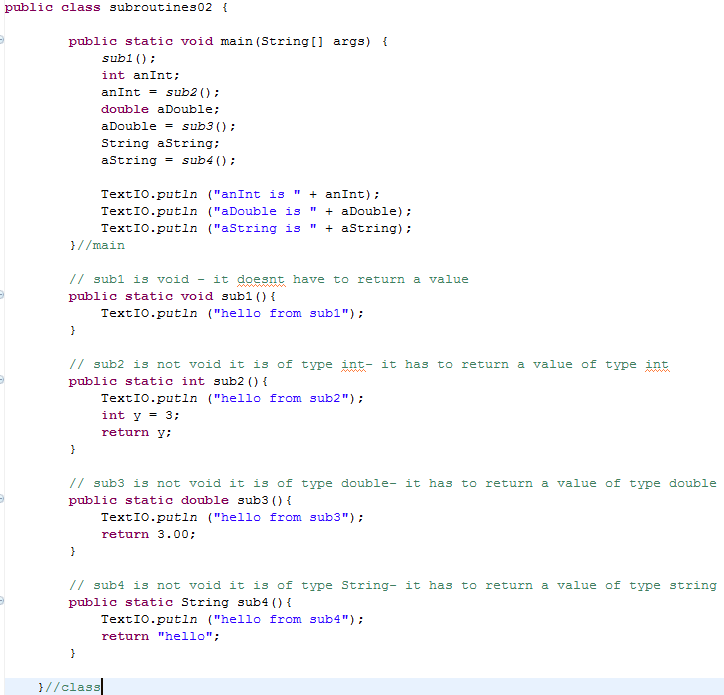 public class subroutines02 {
public static void main(String[] args) {
sub1();
int anInt;
anInt = sub2();
double aDouble;
aDouble = sub3();
String aString;
aString = sub4();
TextIO.putln ("anInt is " + anInt);
TextIO.putln ("aDouble is " + aDouble);
TextIO.putln ("aString is " + aString);
}//main
// sub1 is void - it doesnt have to return a value
public static void sub1(){
TextIO.putln ("hello from sub1");
}
// sub2 is not void it is of type int- it has to return a value of type int
public static int sub2(){
TextIO.putln ("hello from sub2");
int y = 3;
return y;
}
// sub3 is not void it is of type double- it has to return a value of type double
public static double sub3(){
TextIO.putln ("hello from sub3");
return 3.00;
}
// sub4 is not void it is of type String- it has to return a value of type string
public static String sub4(){
TextIO.putln ("hello from sub4");
return "hello";
}
}//class